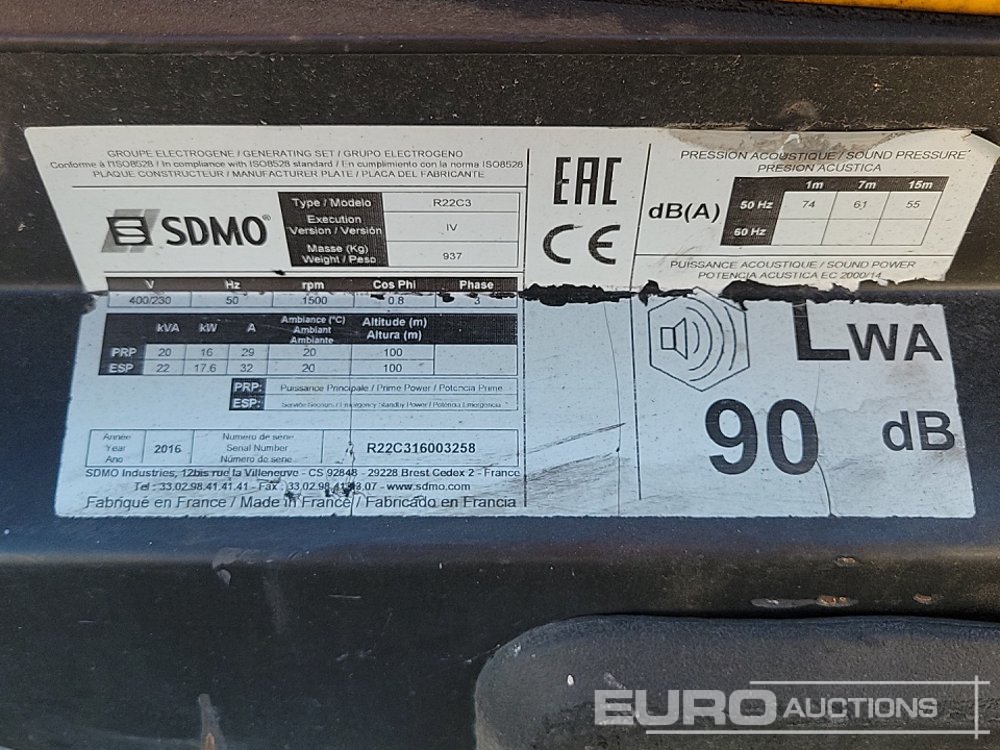 GROUPE ELECTROGENE / GENERATING SET / GRUPO ELECTROGENO
Conforme à l'ISO8528 / In compliance with ISO8528 standard / En cumplimiento con la norma ISO8528
PLAQUE CONSTRUCTEUR / MANUFACTURER PLATE / PLACA DEL FABRICANTE
SDMO®
Type / Modelo R22C3
Execution
Version / Versión IV
Masse (Kg)
Weight / Peso 937
V Hz rpm Cos Phi Phase
400/230 50 1500 0.8 3
kVA kW A Ambiance (°C) Ambiant Ambiante Altitude (m) Altura (m)
PRP 20 16 29 20 100
ESP 22 17.6 32 20 100
PRP: Puissance Principale / Prime Power / Potencia Prime
ESP: Service Secours / Emergency Standby Power / Potencia Emergencia
Année
Year
Ano
2016
Numero de serie
Serial Number
Número de serie
R22C316003258
SDMO Industries, 12bis rue la Villeneuve - CS 92848 - 29228 Brest Cedex 2 - France
Tel : 33.02.98.41.41.41 - Fax : 33.02.98.41 .07 - www.sdmo.com
Fabriqué en France / Made in France / Fabricado en Francia
EAC
CE
PRESSION ACOUSTIQUE / SOUND PRESSURE
PRESION ACUSTICA
dB(A)
1m 7m 15m
50 Hz 74 61 55
60 Hz
PUISSANCE ACOUSTIQUE / SOUND POWER
POTENCIA ACUSTICA EC 2000/14
LWA
90 dB
EURO AUCTIONS